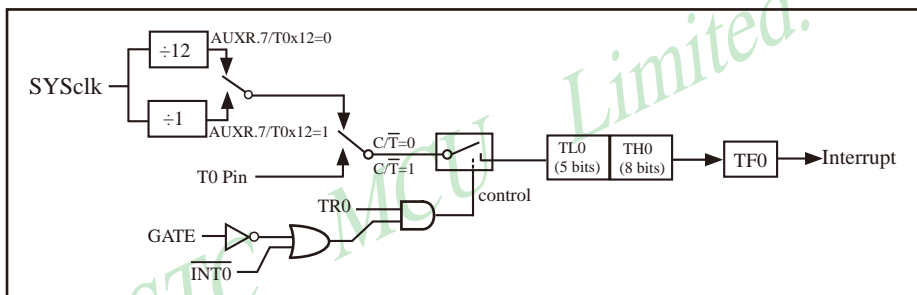 AUXR.7/T0x12=0
÷12
SYSclk
÷1
AUXR.7/T0x12=1
C/T̅=0
C/T̅=1
T0 Pin
TL0
(5 bits)
TH0
(8 bits)
TF0
Interrupt
control
TR0
GATE
I̅N̅T̅0̅
STC MCU Limited.